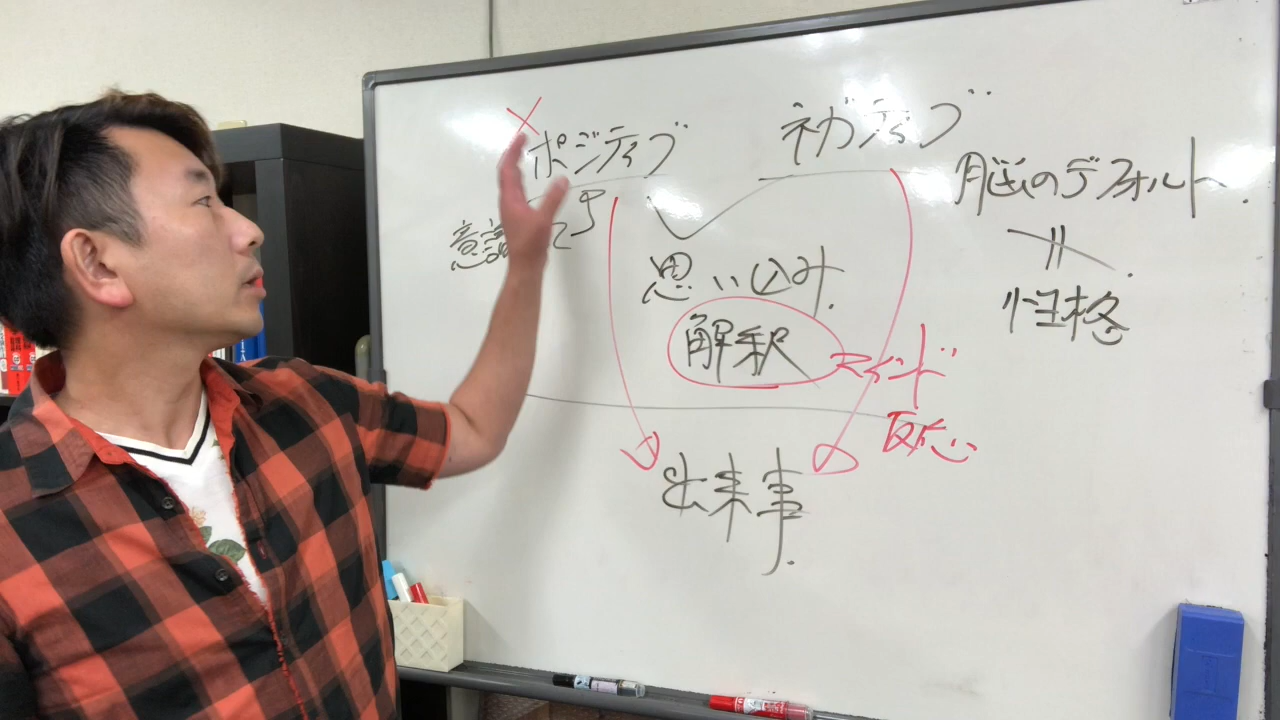 ポジティブ
ネガティブ
脳のデフォルト.
意識して
思い込み.
性格
解釈
マインド
反応
出来事.